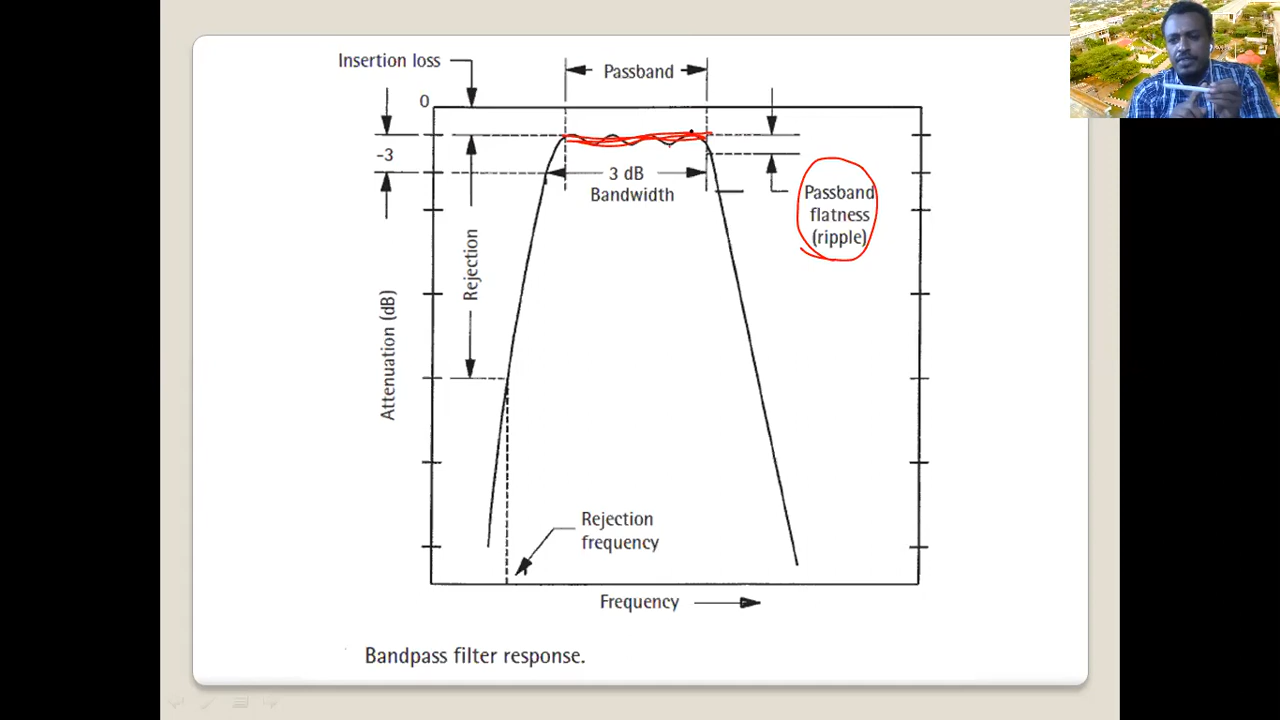 Insertion loss
Passband
0
-3
3 dB
Bandwidth
Passband
flatness
(ripple)
Rejection
Attenuation (dB)
Rejection
frequency
Frequency
Bandpass filter response.